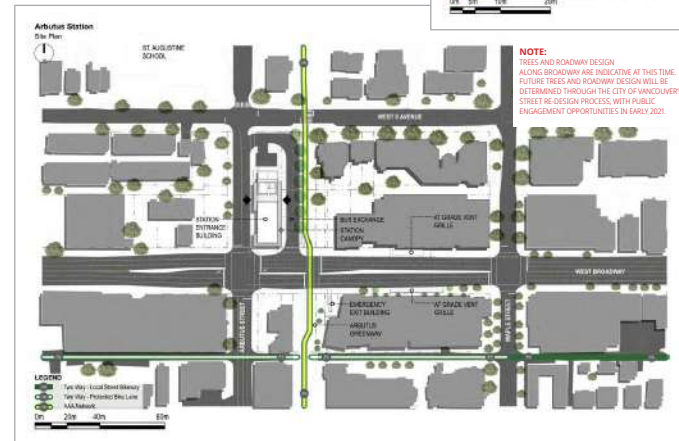 0m 5m 10m 20m
Arbutus Station
Site Plan
ST. AUGUSTINE
SCHOOL
NOTE:
TREES AND ROADWAY DESIGN
ALONG BROADWAY ARE INDICATIVE AT THIS TIME.
FUTURE TREES AND ROADWAY DESIGN WILL BE
DETERMINED THROUGH THE CITY OF VANCOUVER'
STREET RE-DESIGN PROCESS, WITH PUBLIC
ENGAGEMENT OPPORTUNITIES IN EARLY 2021.
AVENUE
STATION
ENTRANCE
BUILDING
BUS EXCHANGE
STATION
CANOPY
AT GRADE VENT
GRILLE
WEST BROADWAY
EMERGENCY
EXIT BUILDING
ARBUTUS
GREENWAY
AT GRADE VENT
GRILLE
ARBUTUS STREET
MAPLE STREET
LEGEND
Two Way - Local Street Bikeway
Two Way - Protected Bike Lane
AAA Network
0m 20m 40m 80m